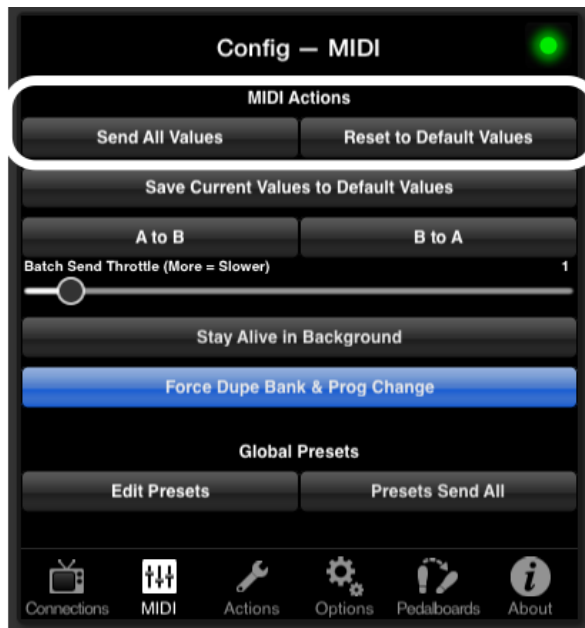 Config — MIDI
MIDI Actions
Send All Values Reset to Default Values
Save Current Values to Default Values
A to B B to A
Batch Send Throttle (More = Slower) 1
Stay Alive in Background
Force Dupe Bank & Prog Change
Global Presets
Edit Presets Presets Send All
Connections MIDI Actions Options Pedalboards About